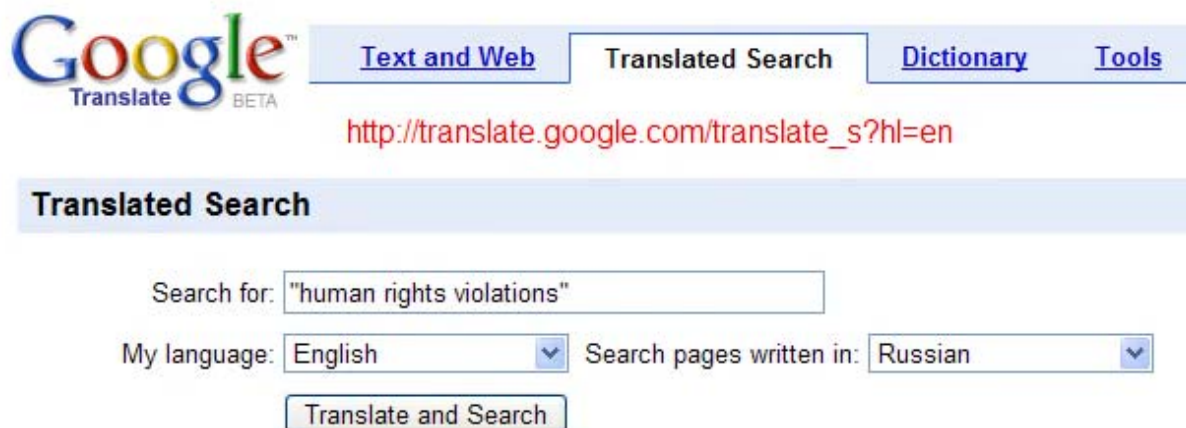 Google™
Translate BETA
Text and Web Translated Search Dictionary Tools
http://translate.google.com/translate_s?hl=en
Translated Search
Search for: "human rights violations"
My language: English Search pages written in: Russian
Translate and Search